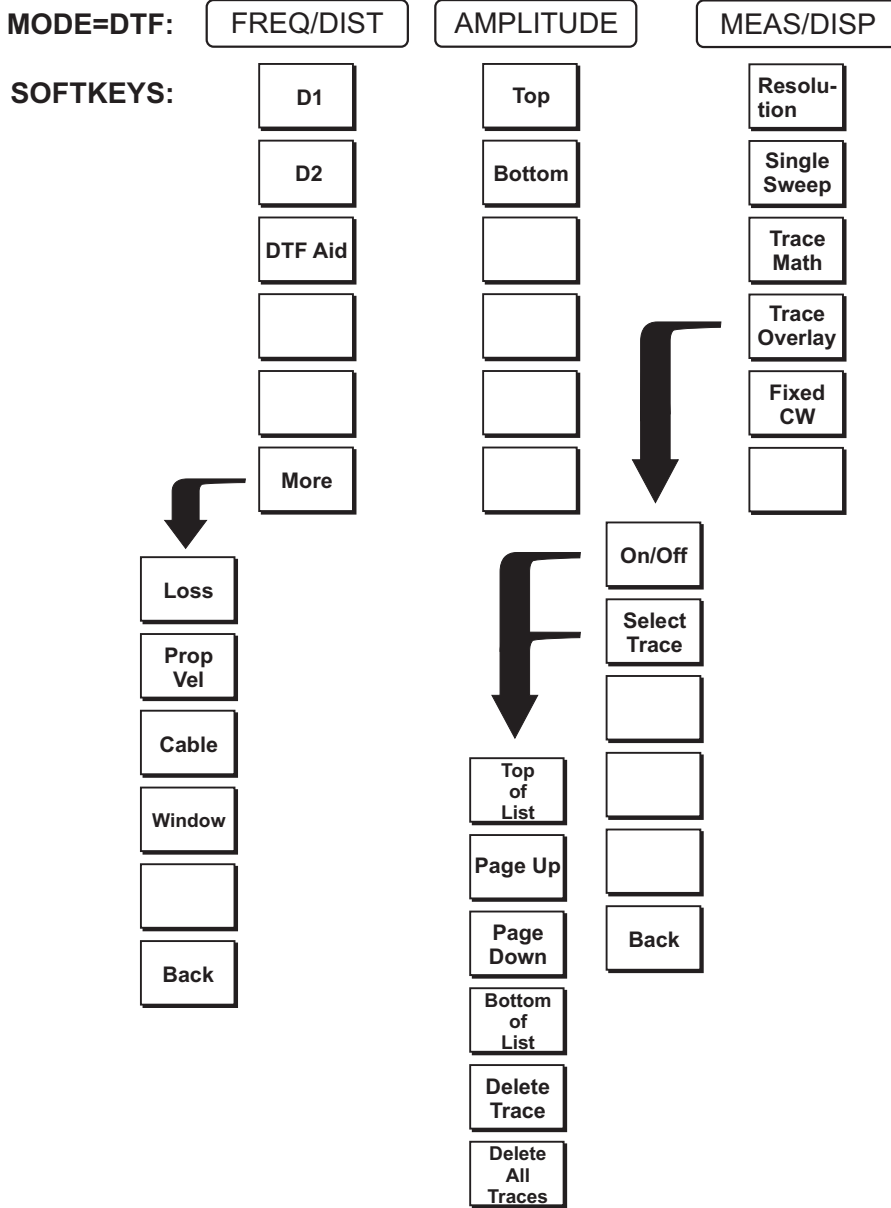 MODE=DTF:
FREQ/DIST
AMPLITUDE
MEAS/DISP
SOFTKEYS:
D1
D2
DTF Aid
More
Loss
Prop
Vel
Cable
Window
Back
Top
Bottom
Resolu-
tion
Single
Sweep
Trace
Math
Trace
Overlay
Fixed
CW
On/Off
Select
Trace
Back
Top
of
List
Page Up
Page
Down
Bottom
of
List
Delete
Trace
Delete
All
Traces